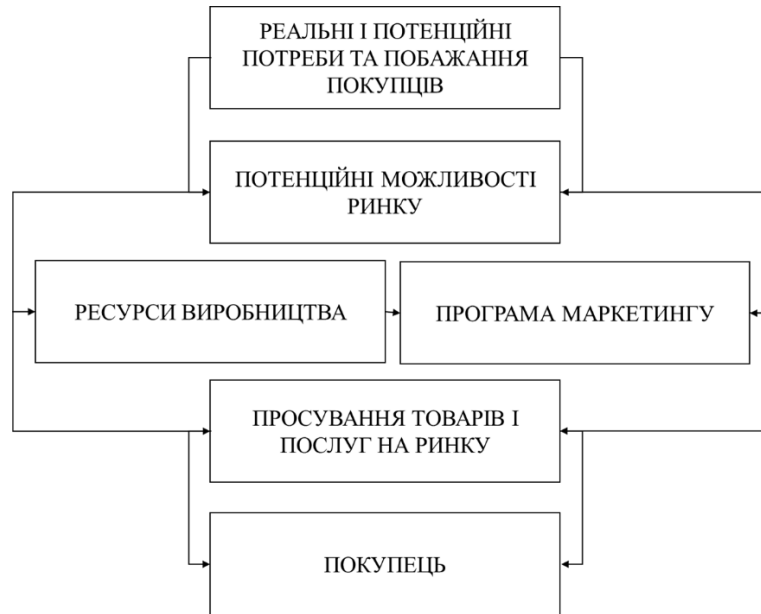 РЕАЛЬНІ І ПОТЕНЦІЙНІ
ПОТРЕБИ ТА ПОБАЖАННЯ
ПОКУПЦІВ
ПОТЕНЦІЙНІ МОЖЛИВОСТІ
РИНКУ
РЕСУРСИ ВИРОБНИЦТВА
ПРОГРАМА МАРКЕТИНГУ
ПРОСУВАННЯ ТОВАРІВ І
ПОСЛУГ НА РИНКУ
ПОКУПЕЦЬ